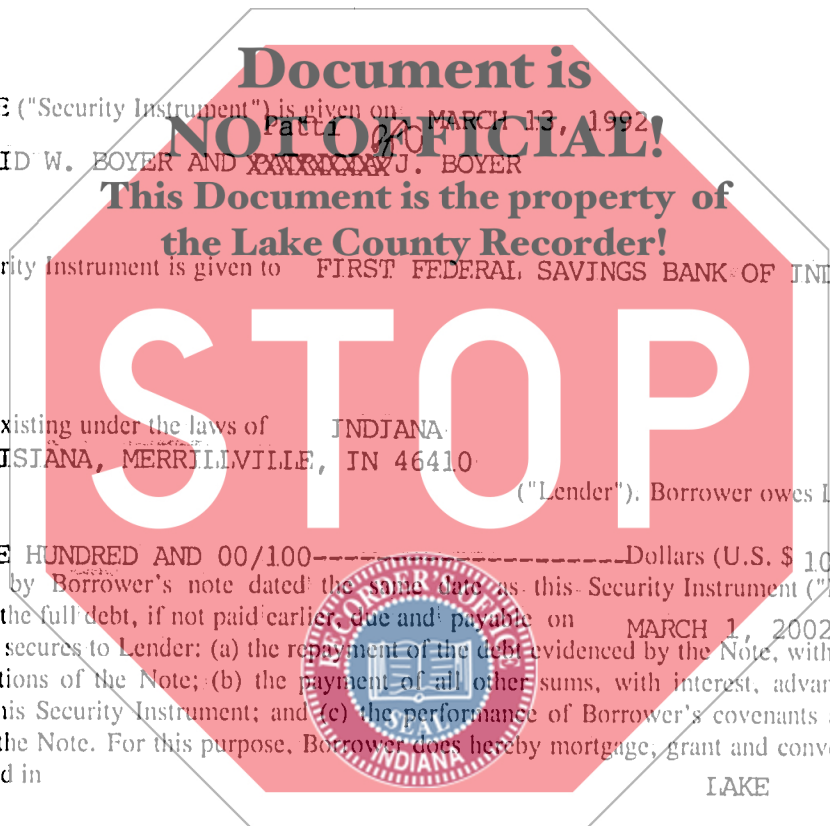 Document is
E ("Security Instrument") is given on MARCH 13, 1992
Patti
NOT OFFICIAL!
ID W. BOYER AND XXXXXXXXX J. BOYER
This Document is the property of
the Lake County Recorder!
rity Instrument is given to FIRST FEDERAL SAVINGS BANK OF IND
STOP
xisting under the laws of INDIANA
ISIANA, MERRILLVILLE, IN 46410
("Lender"). Borrower owes L
E HUNDRED AND 00/100------------------------Dollars (U.S. $ 10
by Borrower's note dated the same date as this Security Instrument ("
the full debt, if not paid earlier, due and payable on MARCH 1, 2002
secures to Lender: (a) the repayment of the debt evidenced by the Note, with
tions of the Note; (b) the payment of all other sums, with interest, advan
his Security Instrument; and (c) the performance of Borrower's covenants
the Note. For this purpose, Borrower does hereby mortgage, grant and conve
d in LAKE
RECORDER OFFICE
SEAL
INDIANA